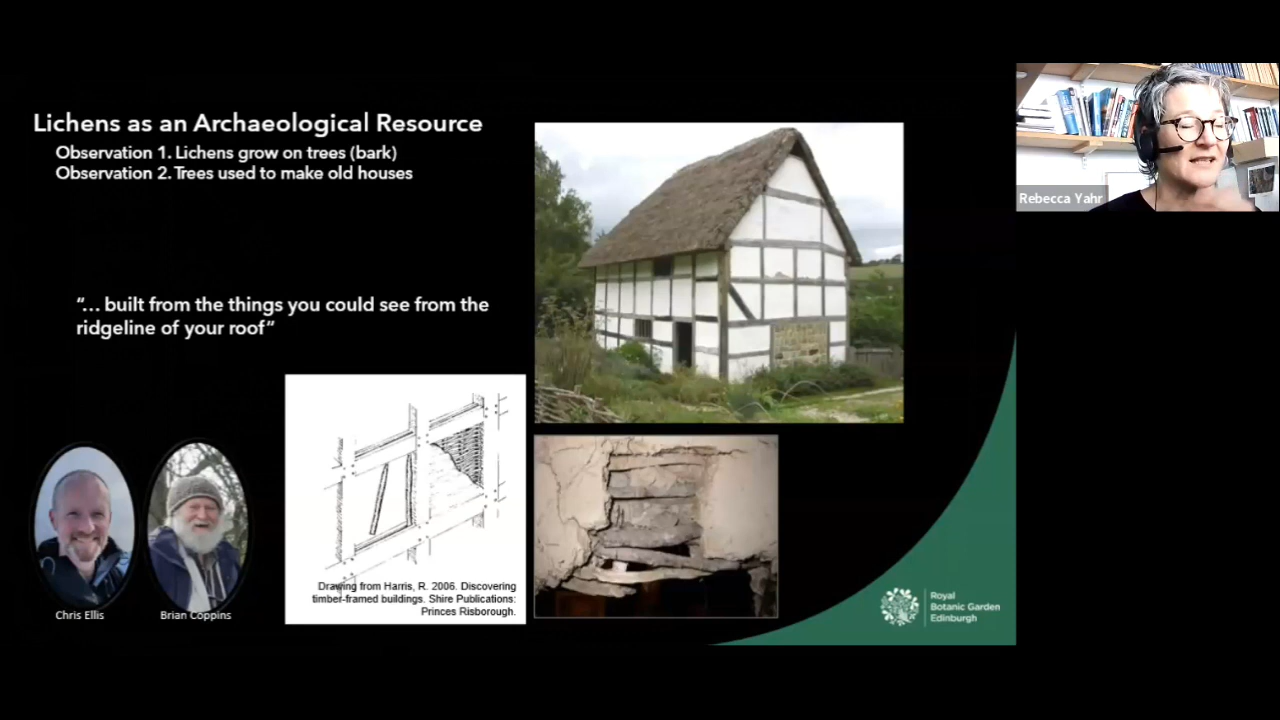 Lichens as an Archaeological Resource
Observation 1. Lichens grow on trees (bark)
Observation 2. Trees used to make old houses
"... built from the things you could see from the
ridgeline of your roof"
Drawing from Harris, R. 2006. Discovering
timber-framed buildings. Shire Publications:
Princes Risborough.
Chris Ellis
Brian Coppins
Royal
Botanic Garden
Edinburgh
Rebecca Yahr